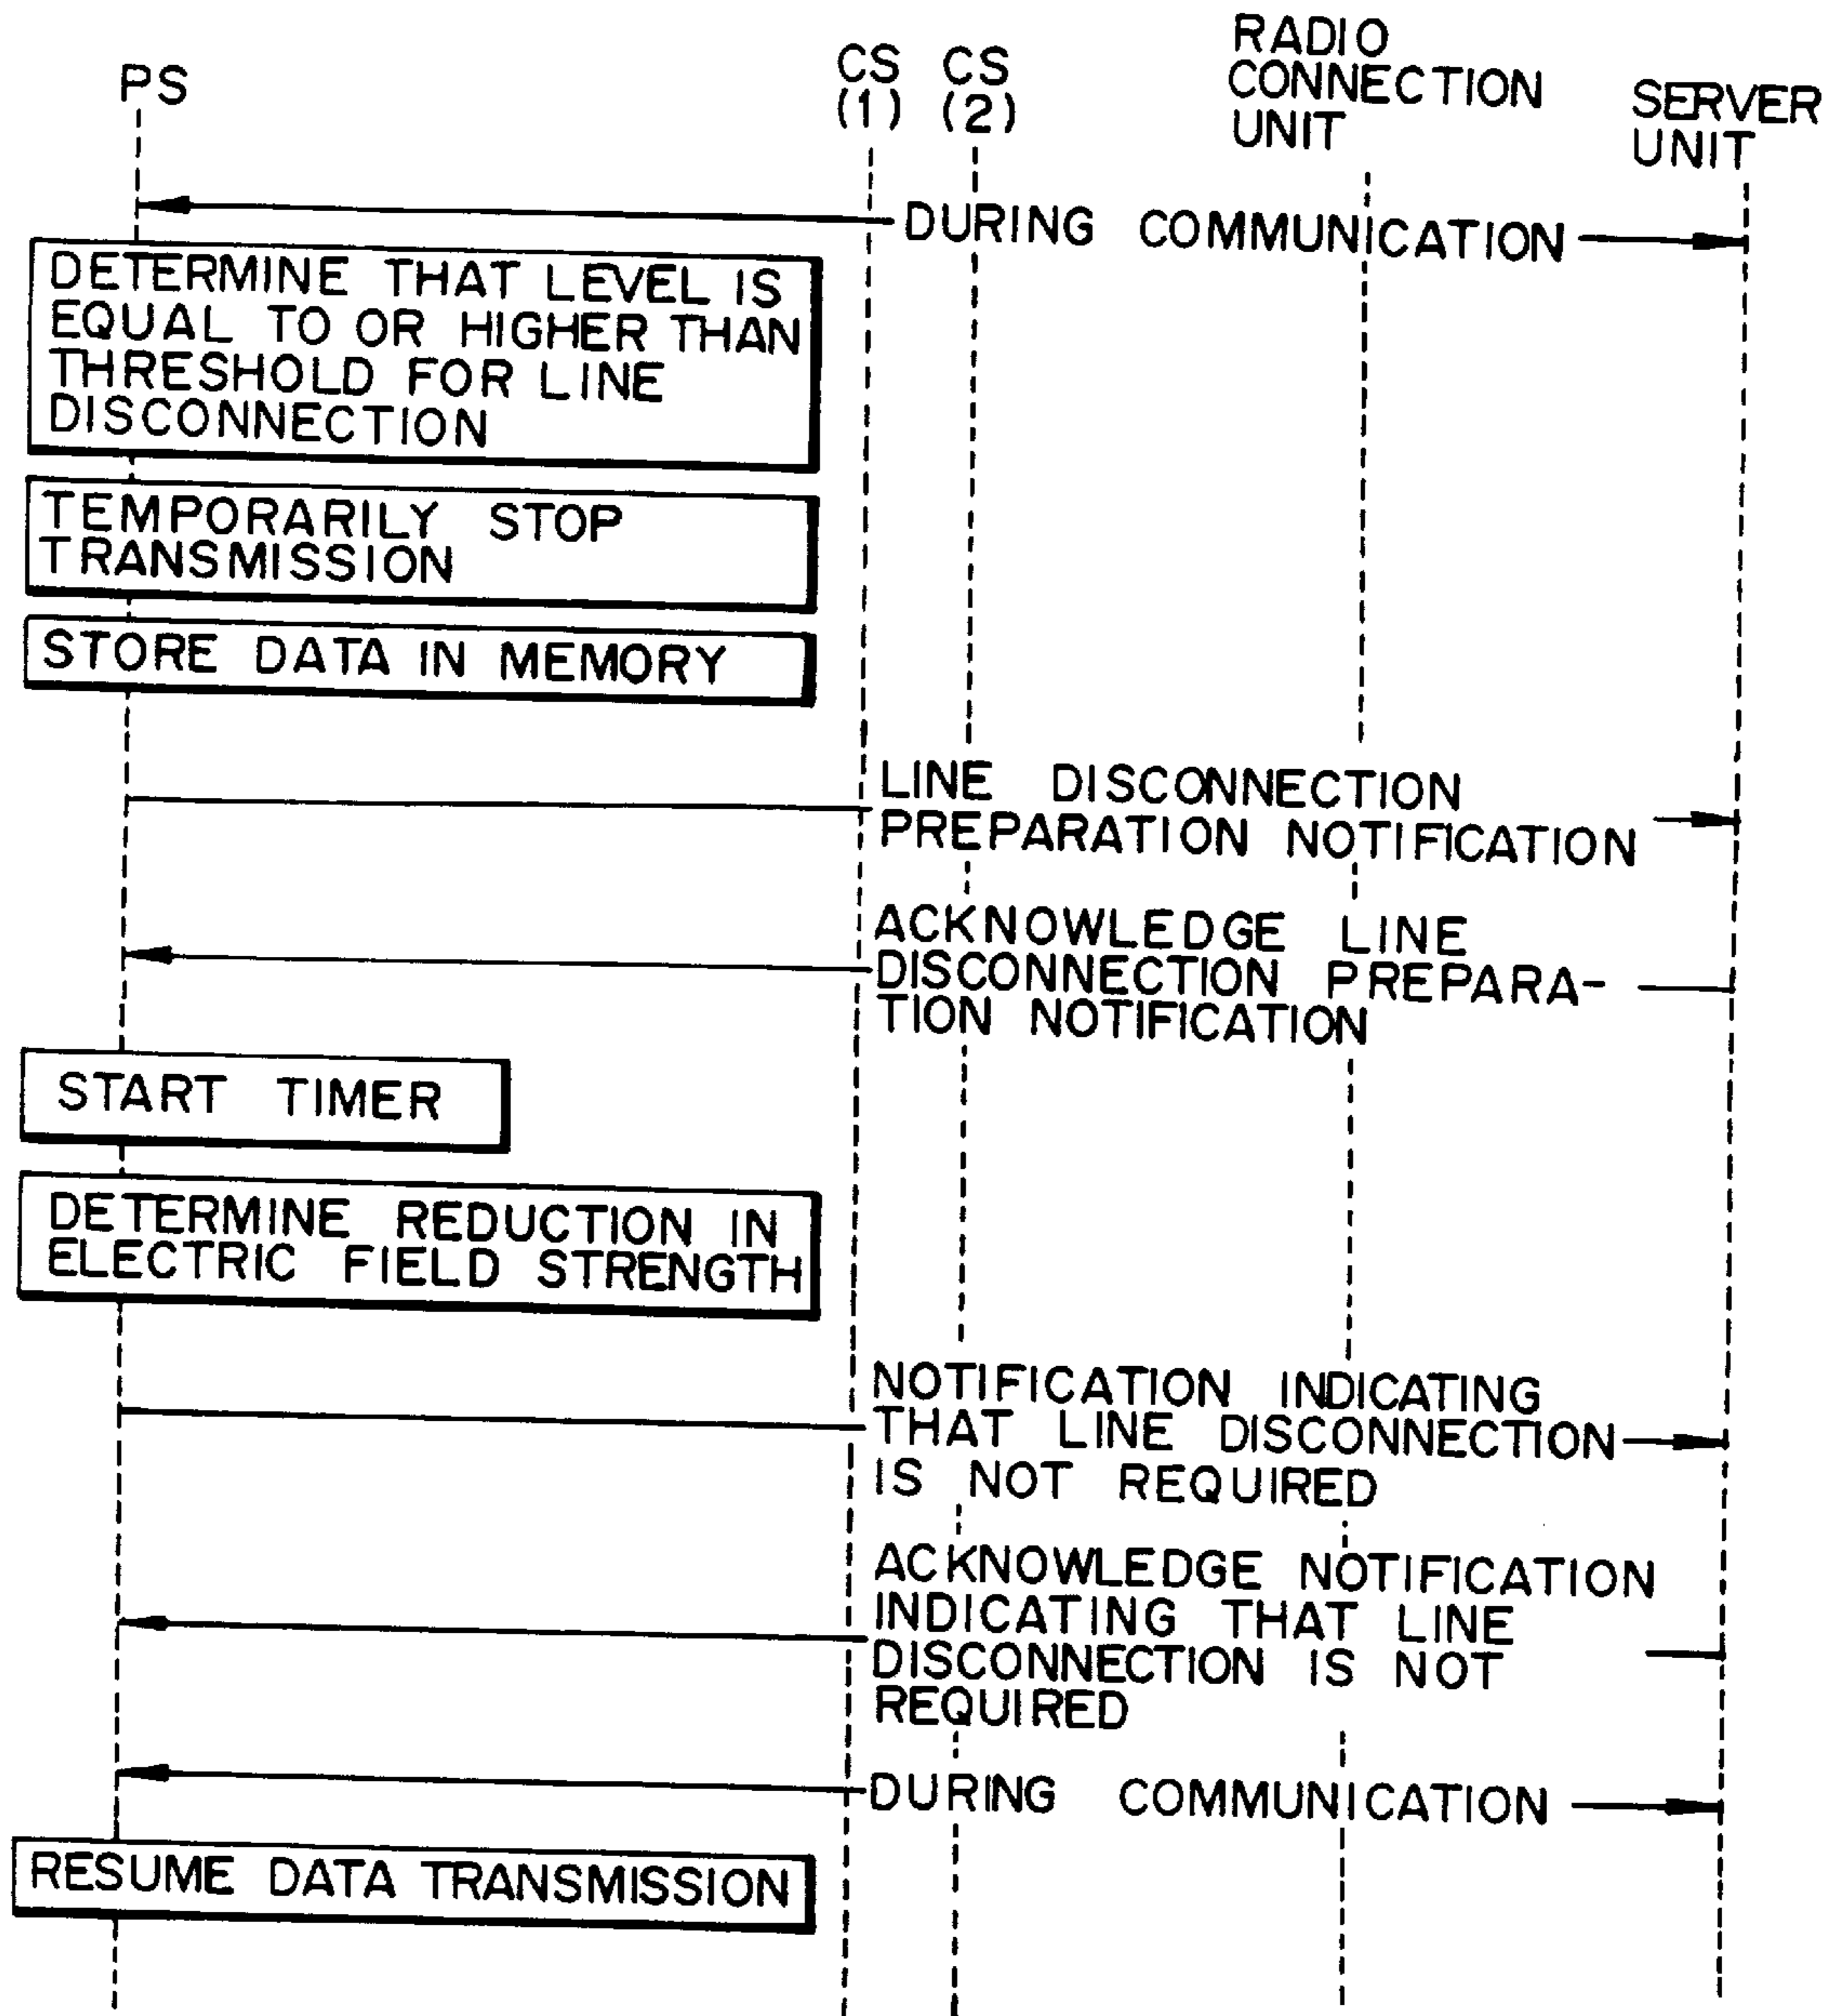 PS
CS
(1)
CS
(2)
RADIO
CONNECTION
UNIT
SERVER
UNIT
DURING COMMUNICATION
DETERMINE THAT LEVEL IS
EQUAL TO OR HIGHER THAN
THRESHOLD FOR LINE
DISCONNECTION
TEMPORARILY STOP
TRANSMISSION
STORE DATA IN MEMORY
LINE DISCONNECTION
PREPARATION NOTIFICATION
ACKNOWLEDGE LINE
DISCONNECTION PREPARA-
TION NOTIFICATION
START TIMER
DETERMINE REDUCTION IN
ELECTRIC FIELD STRENGTH
NOTIFICATION INDICATING
THAT LINE DISCONNECTION
IS NOT REQUIRED
ACKNOWLEDGE NOTIFICATION
INDICATING THAT LINE
DISCONNECTION IS NOT
REQUIRED
DURING COMMUNICATION
RESUME DATA TRANSMISSION